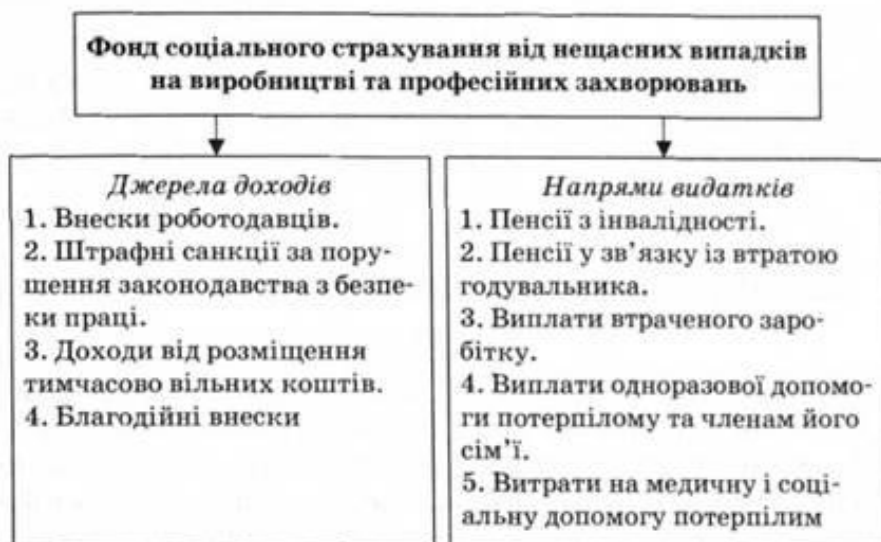 Фонд соціального страхування від нещасних випадків
на виробництві та професійних захворювань
Джерела доходів
1. Внески роботодавців.
2. Штрафні санкції за пору-
шення законодавства з безпе-
ки праці.
3. Доходи від розміщення
тимчасово вільних коштів.
4. Благодійні внески
Напрями видатків
1. Пенсії з інвалідності.
2. Пенсії у зв’язку із втратою
годувальника.
3. Виплати втраченого заро-
бітку.
4. Виплати одноразової допомо-
ги потерпілому та членам його
сім’ї.
5. Витрати на медичну і соці-
альну допомогу потерпілим